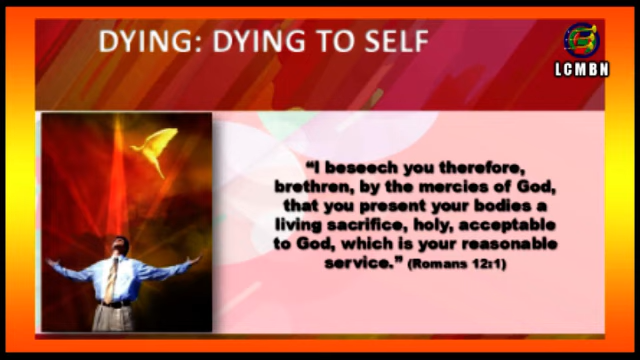 DYING: DYING TO SELF
LCMBN
“I beseech you therefore,
brethren, by the mercies of God,
that you present your bodies a
living sacrifice, holy, acceptable
to God, which is your reasonable
service.” (Romans 12:1)